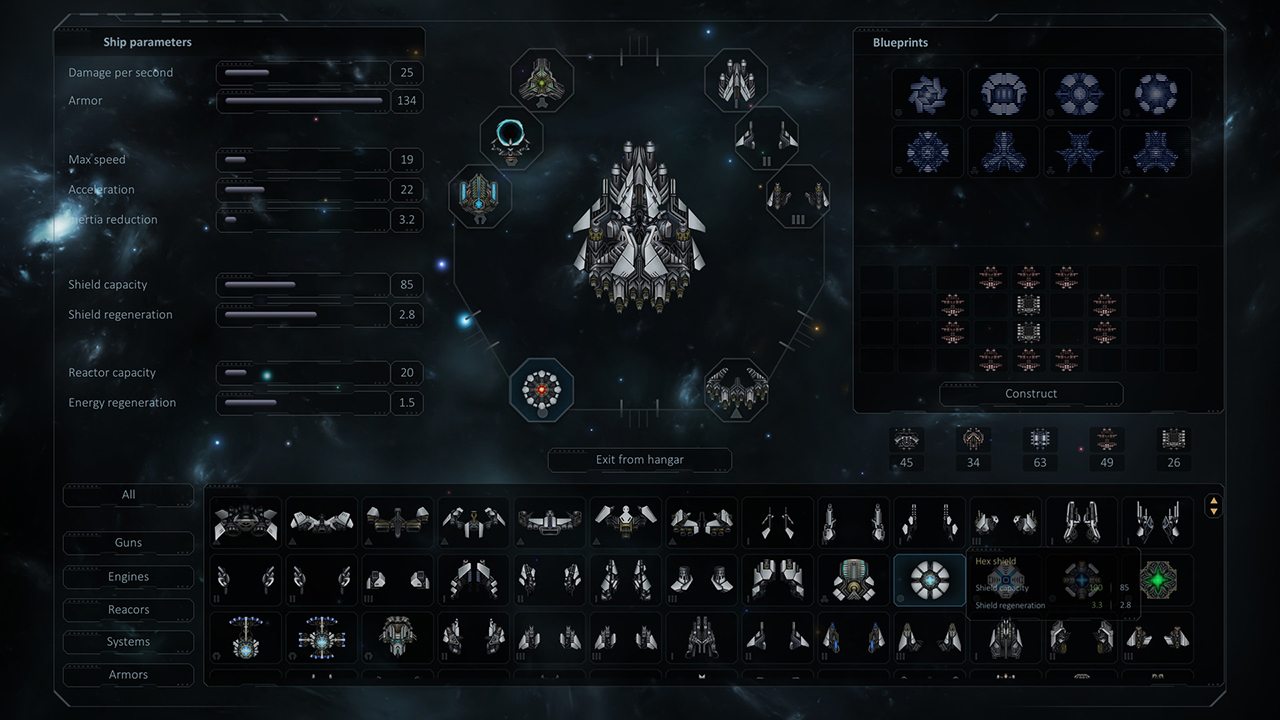 Ship parameters
Damage per second 25
Armor 134
Max speed 19
Acceleration 22
Inertia reduction 3.2
Shield capacity 85
Shield regeneration 2.8
Reactor capacity 20
Energy regeneration 1.5
Blueprints
Construct
45 34 63 49 26
Exit from hangar
All
Guns
Engines
Reacors
Systems
Armors
Hex shield
Shield capacity 100 | 85
Shield regeneration 3.3 | 2.8